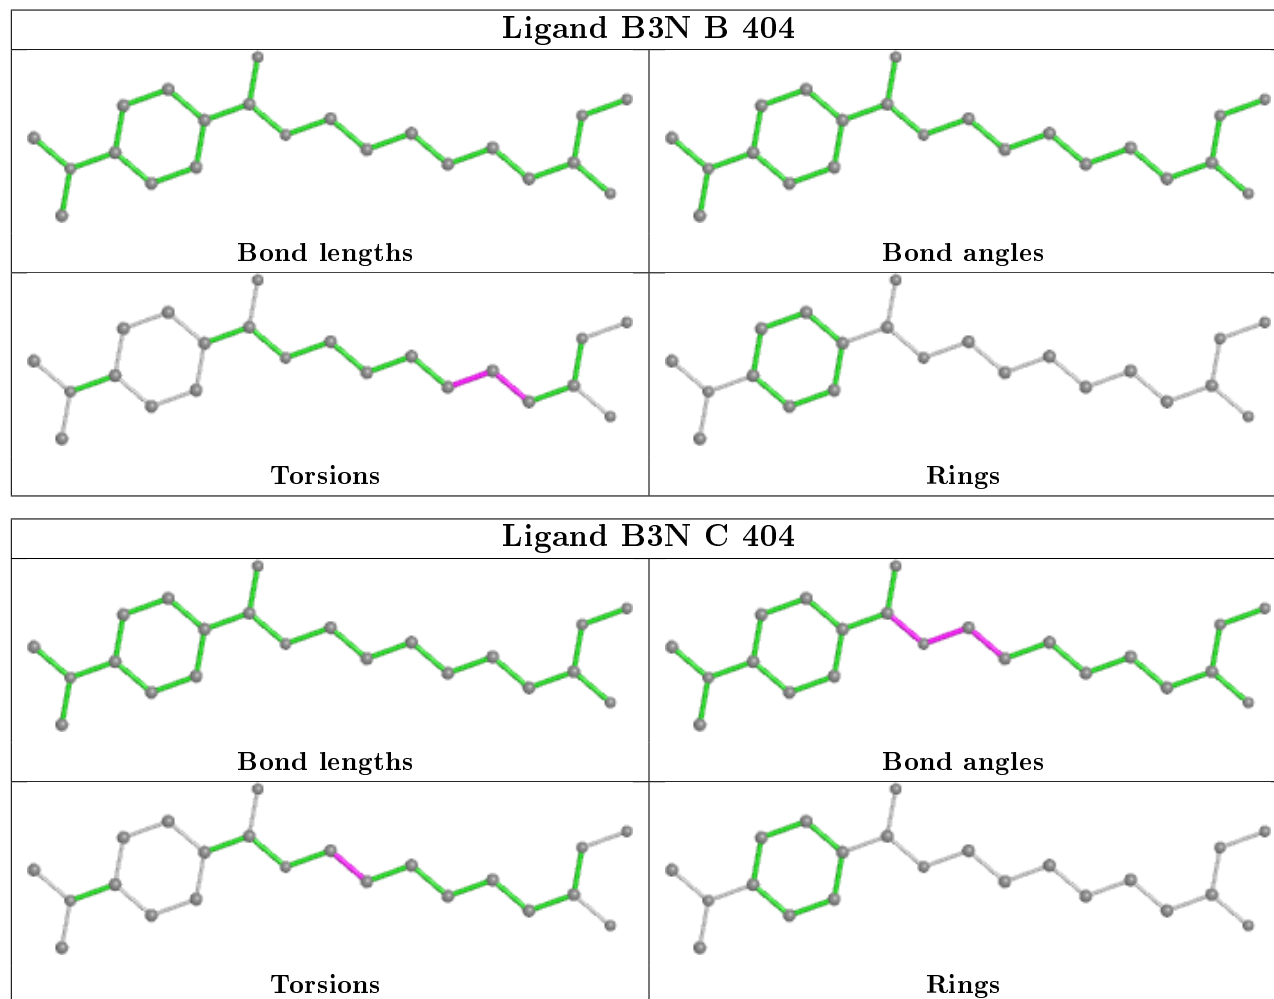 Ligand B3N B 404
Bond lengths
Bond angles
Torsions
Rings
Ligand B3N C 404
Bond lengths
Bond angles
Torsions
Rings